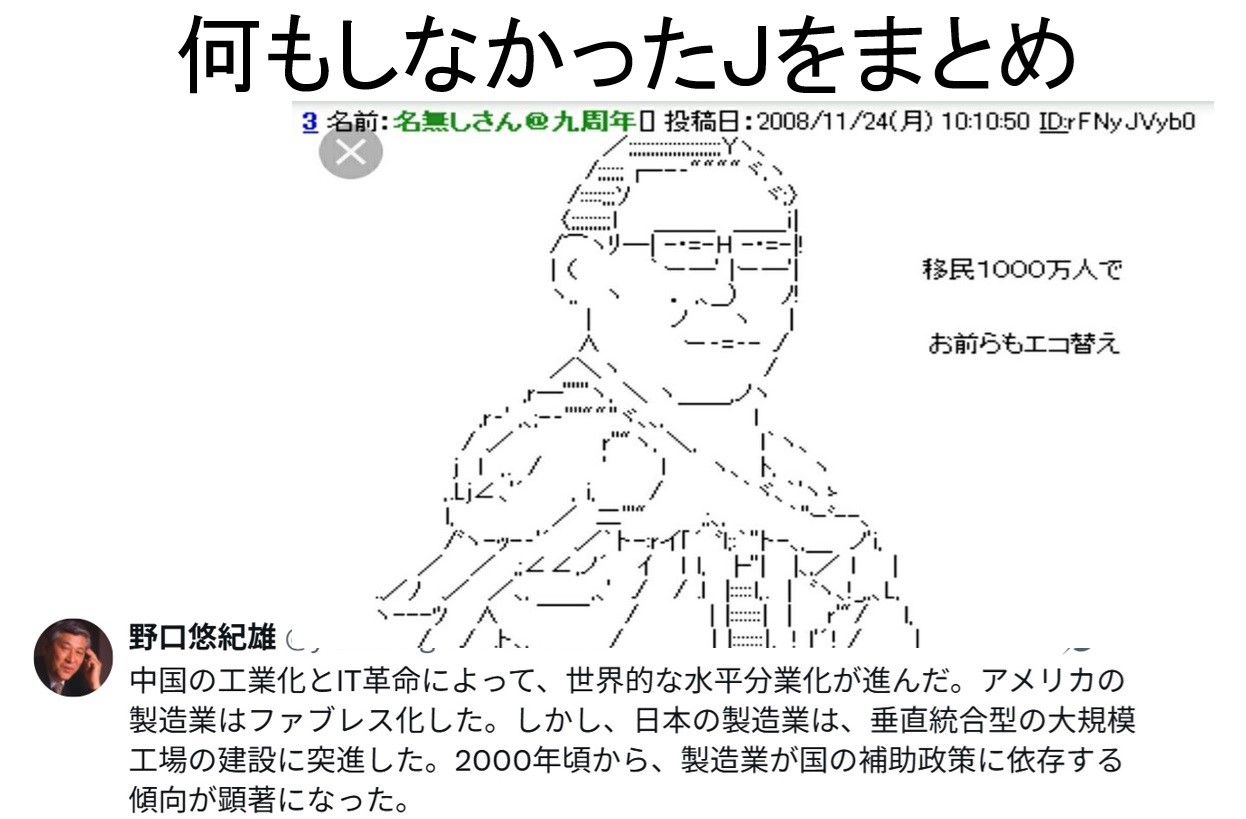 何もしなかったJをまとめ
3 名前：名無しさん＠九周年 投稿日：2008/11/24(月) 10:10:50 ID:rFNyJVyb0
移民1000万人で
お前らもエコ替え
野口悠紀雄
中国の工業化とIT革命によって、世界的な水平分業化が進んだ。アメリカの
製造業はファブレス化した。しかし、日本の製造業は、垂直統合型の大規模
工場の建設に突進した。2000年頃から、製造業が国の補助政策に依存する
傾向が顕著になった。